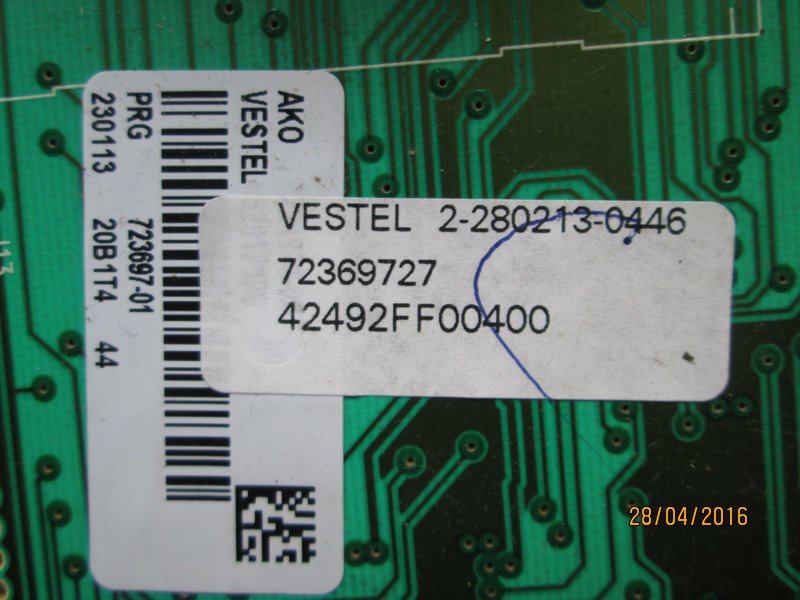 AKO
VESTEL
PRG 723697-01
230113 20B1T4 44
VESTEL 2-280213-0446
72369727
42492FF00400
28/04/2016